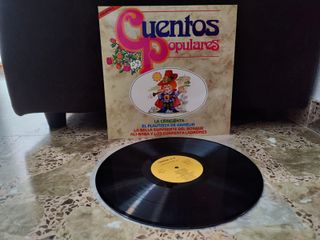 Cuentos
Populares
LA CENICIENTA
EL FLAUTISTA DE HAMELIN
LA BELLA DURMIENTE DEL BOSQUE
ALI-BABA Y LOS CUARENTA LADRONES